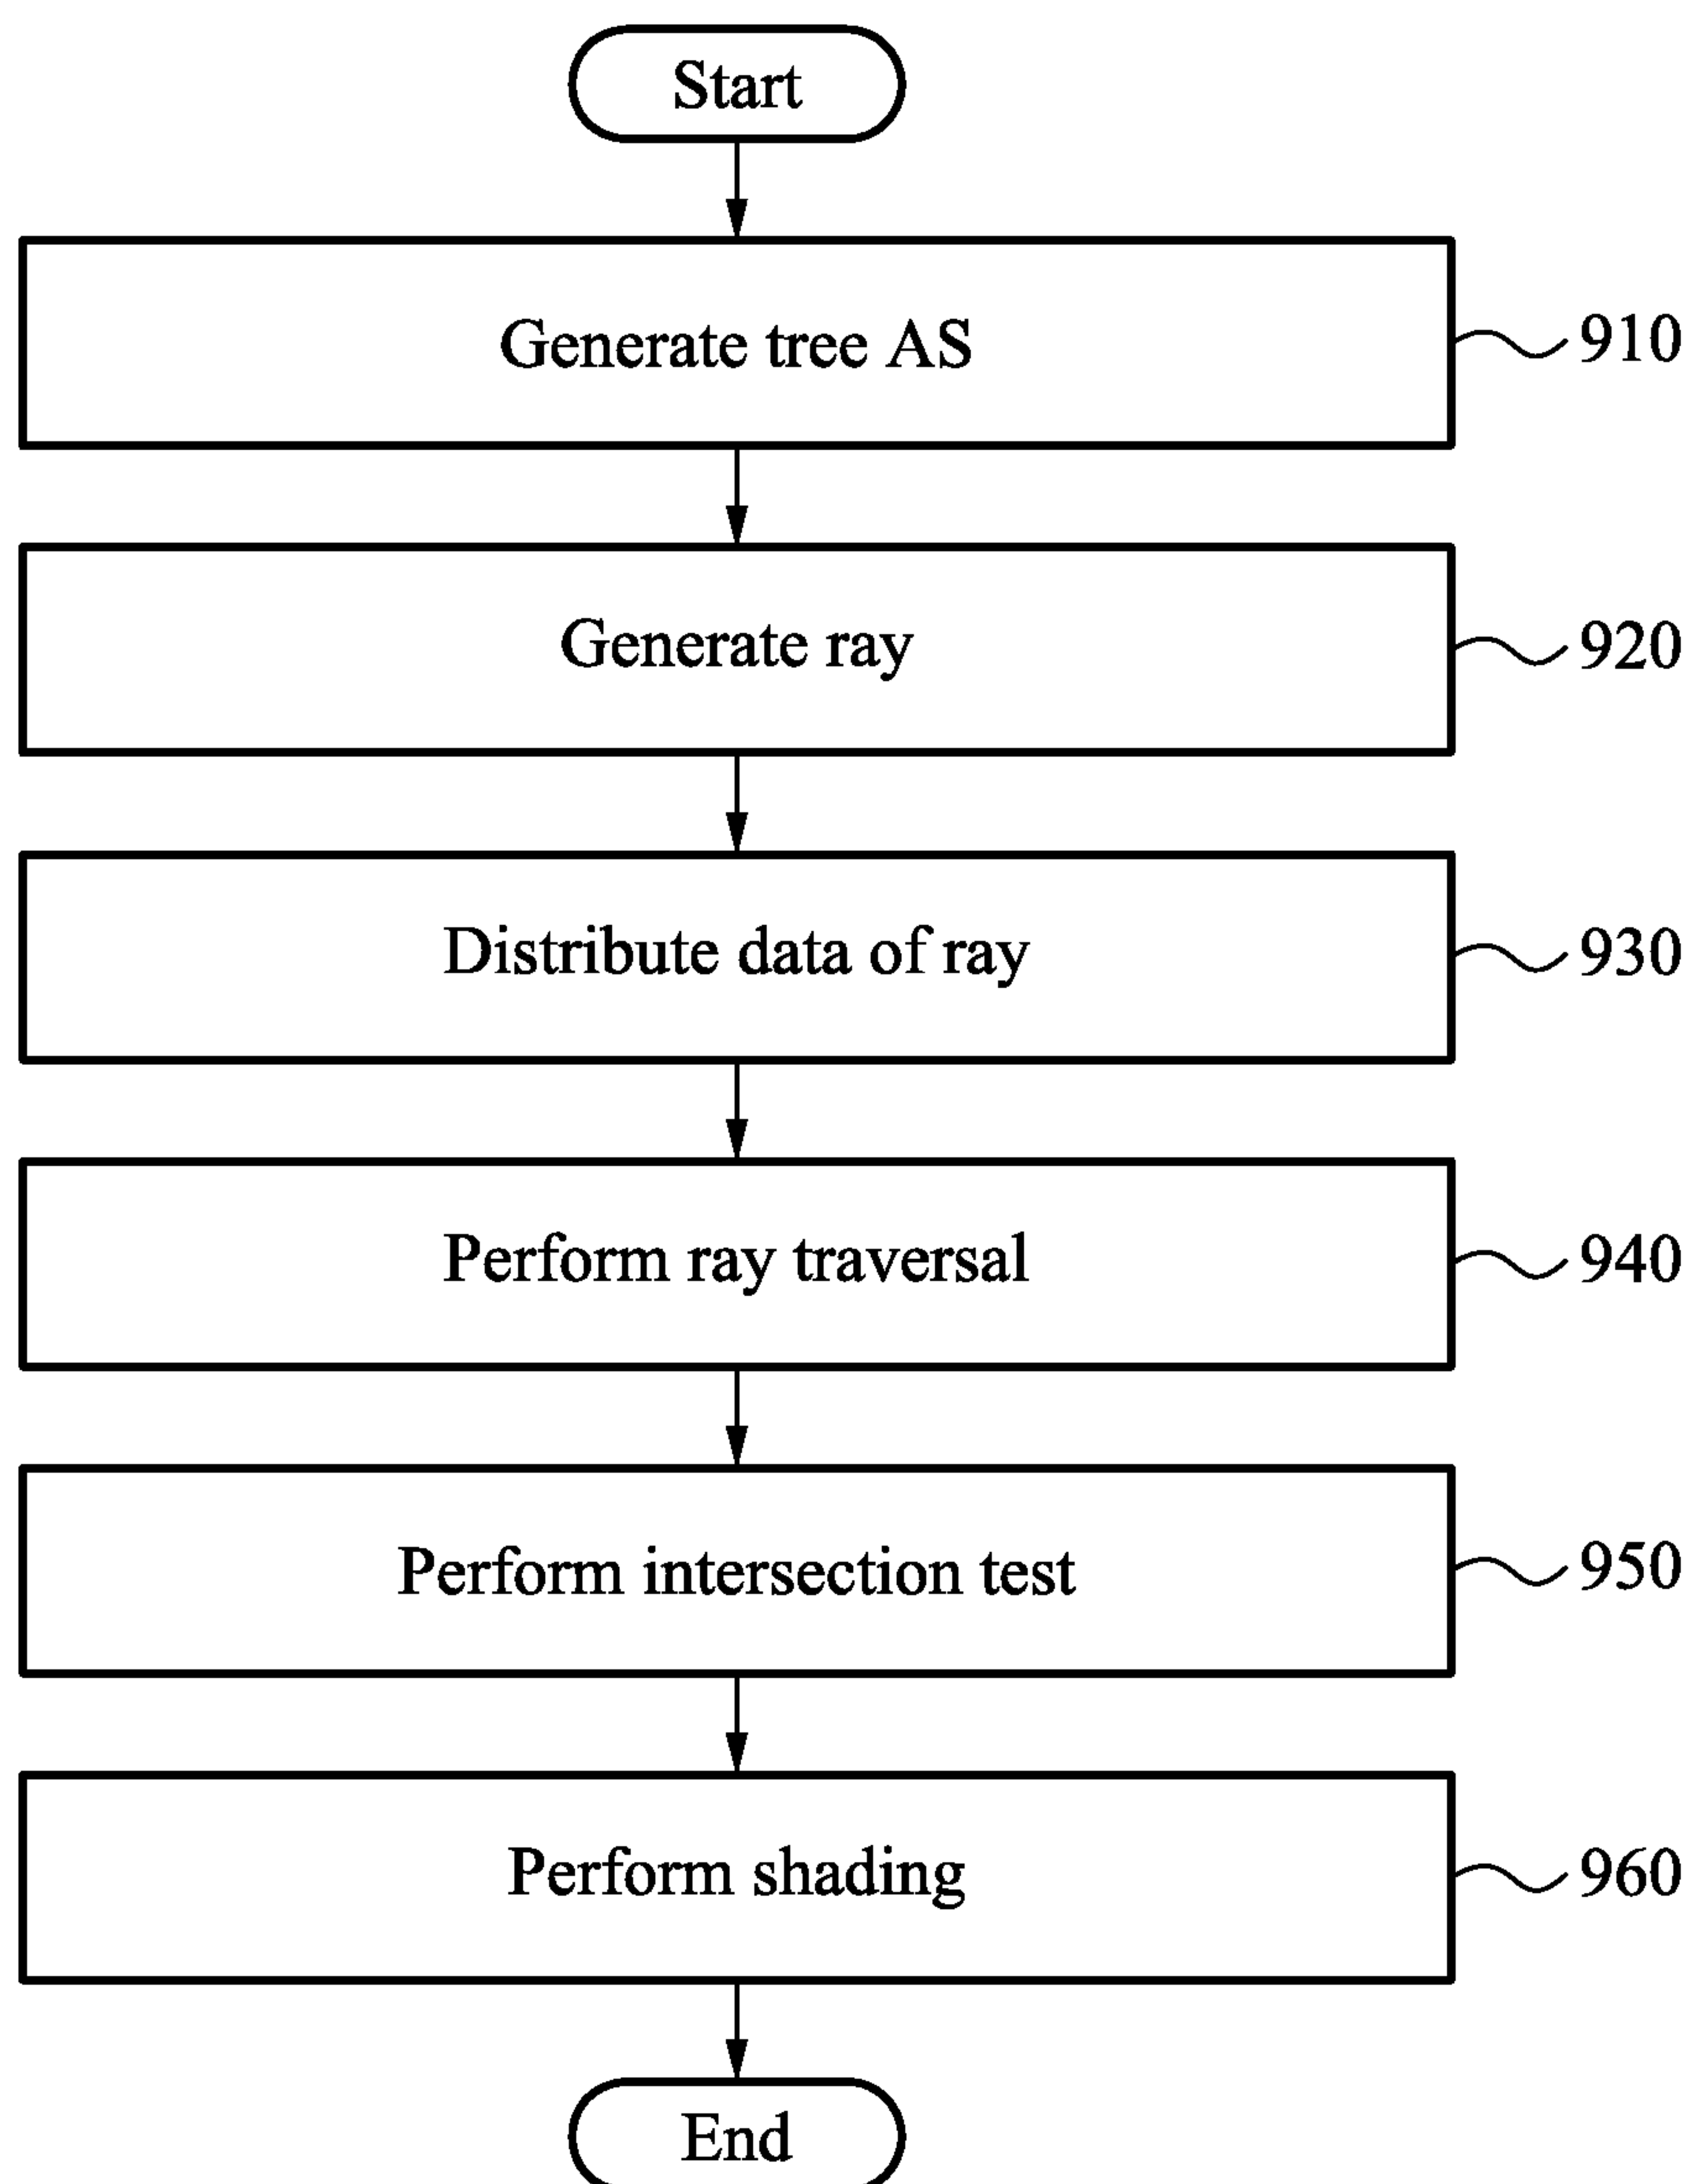 Start
Generate tree AS
910
Generate ray
920
Distribute data of ray
930
Perform ray traversal
940
Perform intersection test
950
Perform shading
960
End